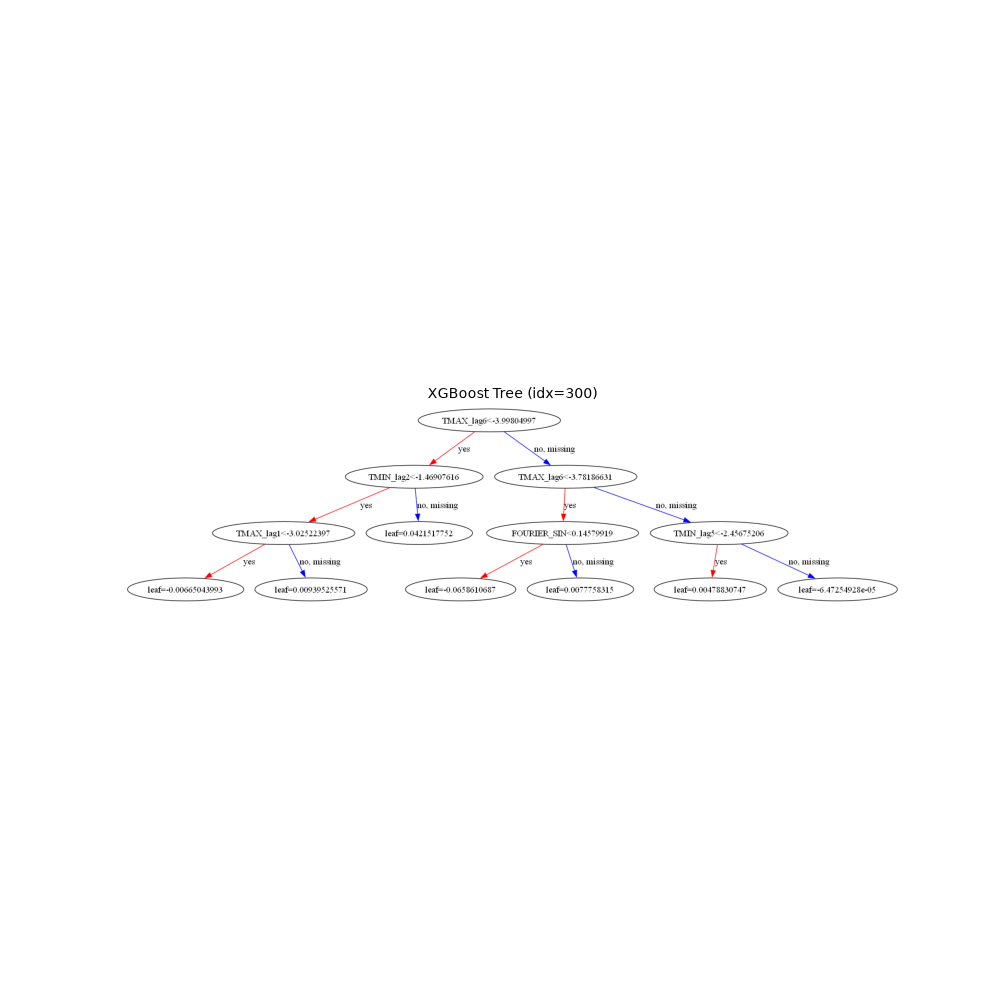 XGBoost Tree (idx=300)
TMAX_lag6<-3.99804997
yes
no, missing
TMIN_lag2<-1.46907616
TMAX_lag6<-3.78186631
yes
no, missing
yes
no, missing
TMAX_lag1<-3.02522397
leaf=0.0421517752
FOURIER_SIN<0.14579919
TMIN_lag5<-2.45675206
yes
no, missing
yes
no, missing
yes
no, missing
leaf=-0.00665043993
leaf=0.00939525571
leaf=-0.0658610687
leaf=0.0077758315
leaf=0.00478830747
leaf=-6.47254928e-05